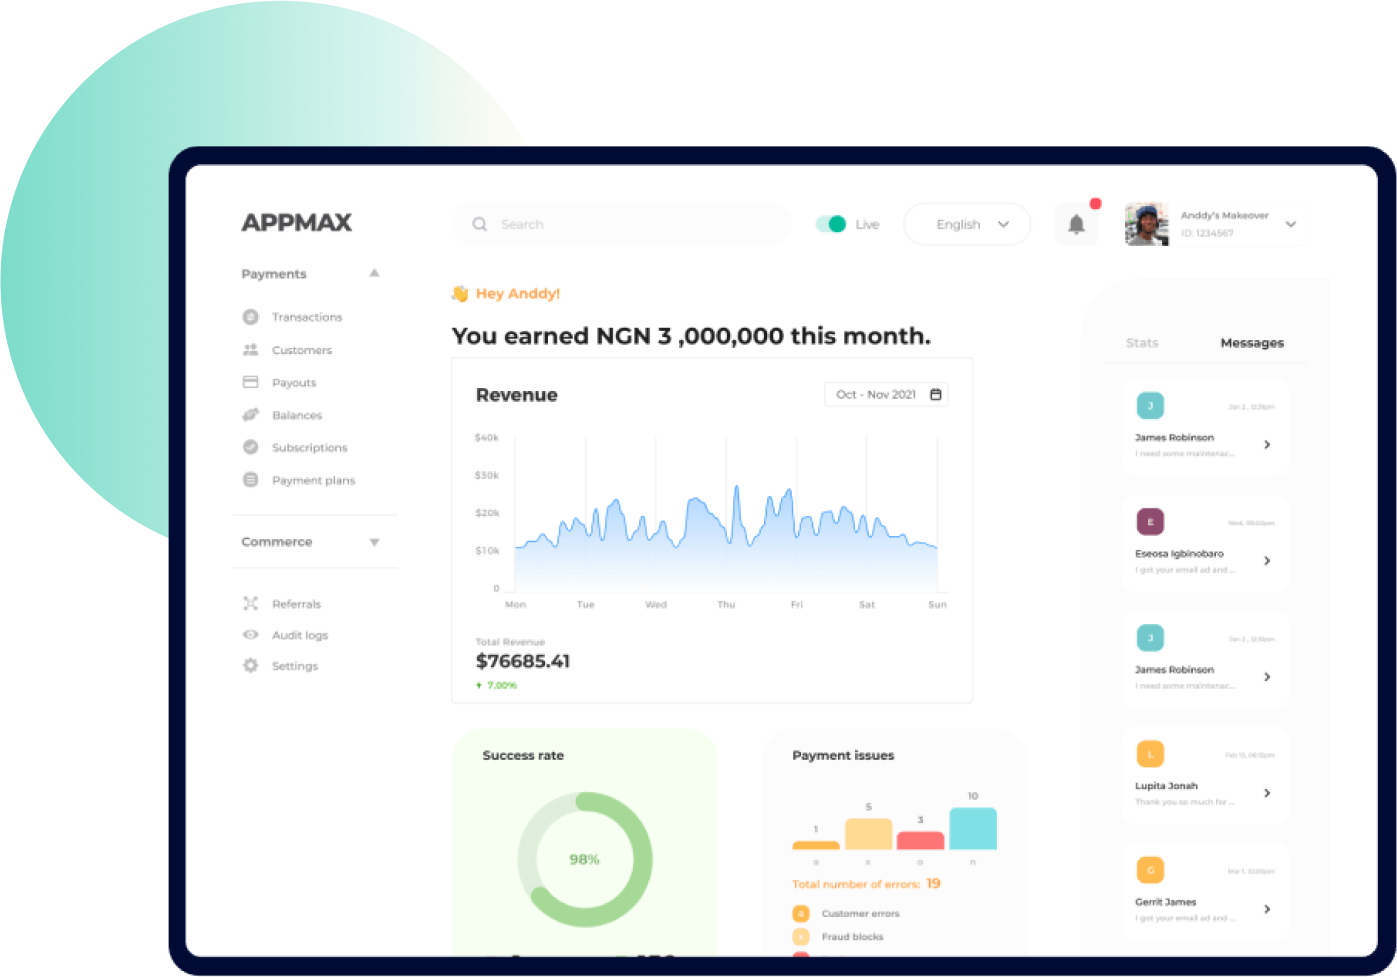 APPMAX
Search
Live
English
Anddy's Makeover
ID: 1234567
Payments
Transactions
Customers
Payouts
Balances
Subscriptions
Payment plans
Commerce
Referrals
Audit logs
Settings
👋 Hey Anddy!
You earned NGN 3 ,000,000 this month.
Revenue
Oct - Nov 2021
$40k
$30k
$20k
$10k
0
Mon Tue Wed Thu Fri Sat Sun
Total Revenue
$76685.41
7.00%
Success rate
98%
Payment issues
1 5 3 10
a x o n
Total number of errors: 19
Customer errors
Fraud blocks
Stats Messages
J
Jan 2, 12:31pm
James Robinson
I need some maintenac...
E
Wed, 06:00pm
Eseosa Igbinobaro
I got your email ad and ...
J
Jan 2, 12:31pm
James Robinson
I need some maintenac...
L
Feb 13, 06:15pm
Lupita Jonah
Thank you so much for ...
G
Mar 1, 10:00pm
Gerrit James
I got your email ad and ...